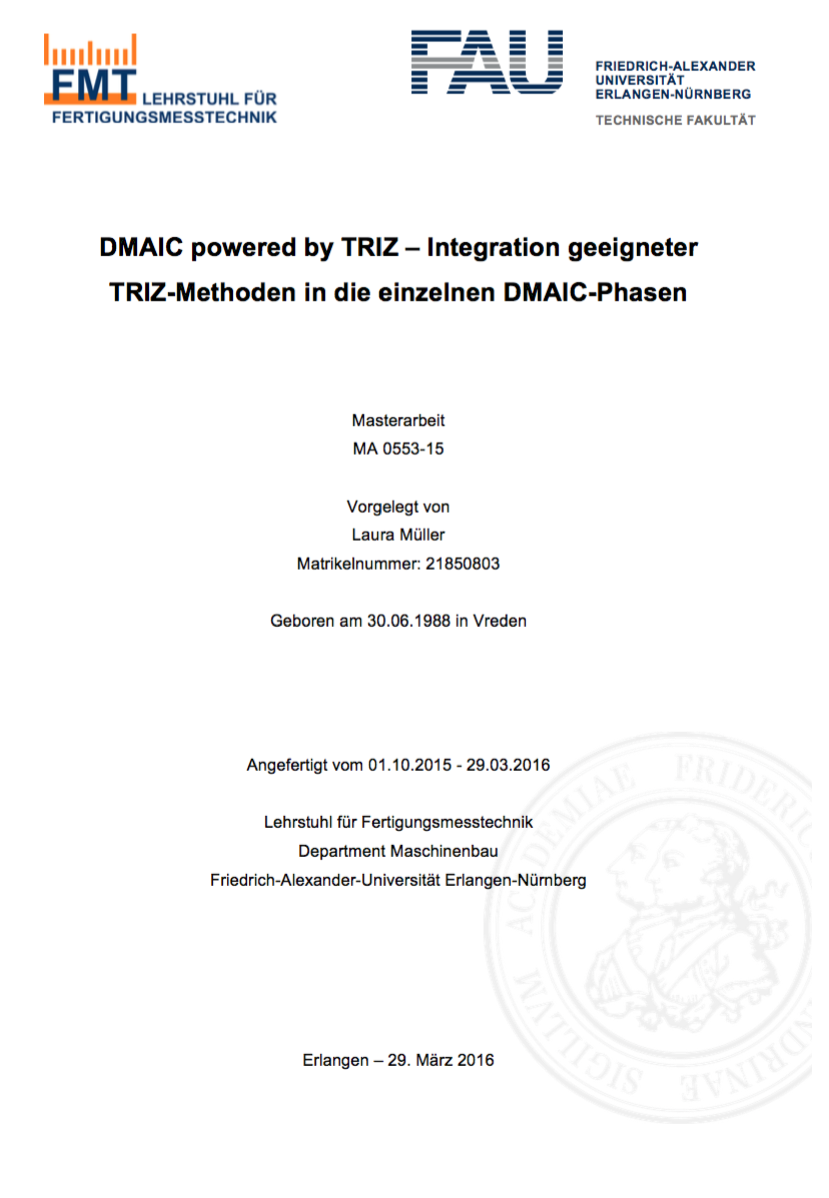 FMT LEHRSTUHL FÜR
FERTIGUNGSMESSTECHNIK
FAU
FRIEDRICH-ALEXANDER
UNIVERSITÄT
ERLANGEN-NÜRNBERG
TECHNISCHE FAKULTÄT
DMAIC powered by TRIZ – Integration geeigneter
TRIZ-Methoden in die einzelnen DMAIC-Phasen
Masterarbeit
MA 0553-15
Vorgelegt von
Laura Müller
Matrikelnummer: 21850803
Geboren am 30.06.1988 in Vreden
Angefertigt vom 01.10.2015 - 29.03.2016
Lehrstuhl für Fertigungsmesstechnik
Department Maschinenbau
Friedrich-Alexander-Universität Erlangen-Nürnberg
Erlangen – 29. März 2016
SIGILLVM ACADEMIAE